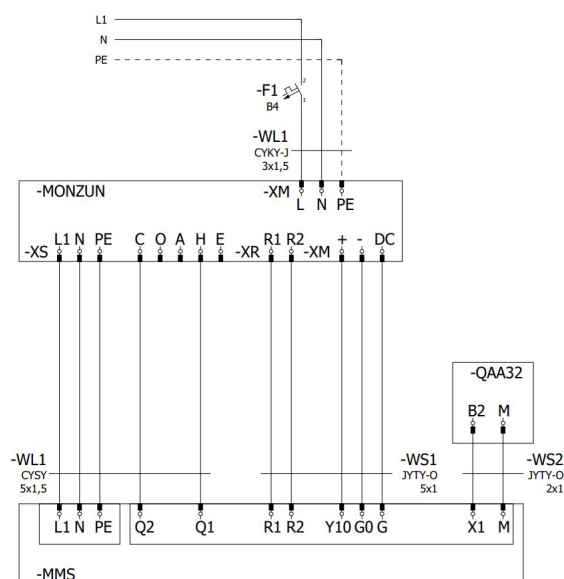 L1
N
PE
-F1
B4
2
1
-WL1
CYKY-J
3x1,5
-MONZUN
-XM
L N PE
-XS
L1 N PE C O A H E
-XR
R1 R2
-XM
+ - DC
-QAA32
B2 M
-WL1
CYSY
5x1,5
-WS1
JYTY-O
5x1
-WS2
JYTY-O
2x1
L1 N PE Q2 Q1 R1 R2 Y10 G0 G X1 M
-MMS